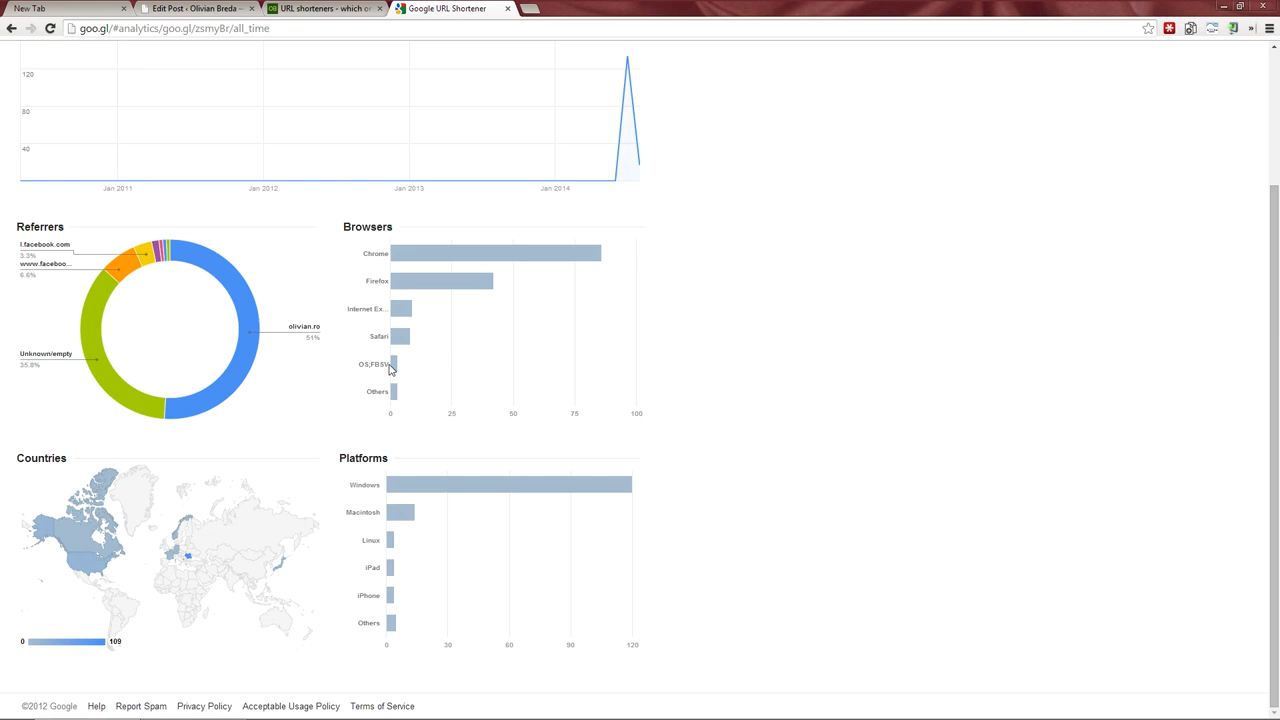 New Tab
Edit Post ‹ Olivian Breda —
URL shorteners - which or
Google URL Shortener
goo.gl/#analytics/goo.gl/zsmyBr/all_time
120
80
40
Jan 2011 Jan 2012 Jan 2013 Jan 2014
Referrers
l.facebook.com
3.3%
www.faceboo...
6.6%
olivian.ro
51%
Unknown/empty
35.8%
Browsers
Chrome
Firefox
Internet Ex...
Safari
OS;FBSV
Others
0 25 50 75 100
Countries
0 109
Platforms
Windows
Macintosh
Linux
iPad
iPhone
Others
0 30 60 90 120
©2012 Google Help Report Spam Privacy Policy Acceptable Usage Policy Terms of Service